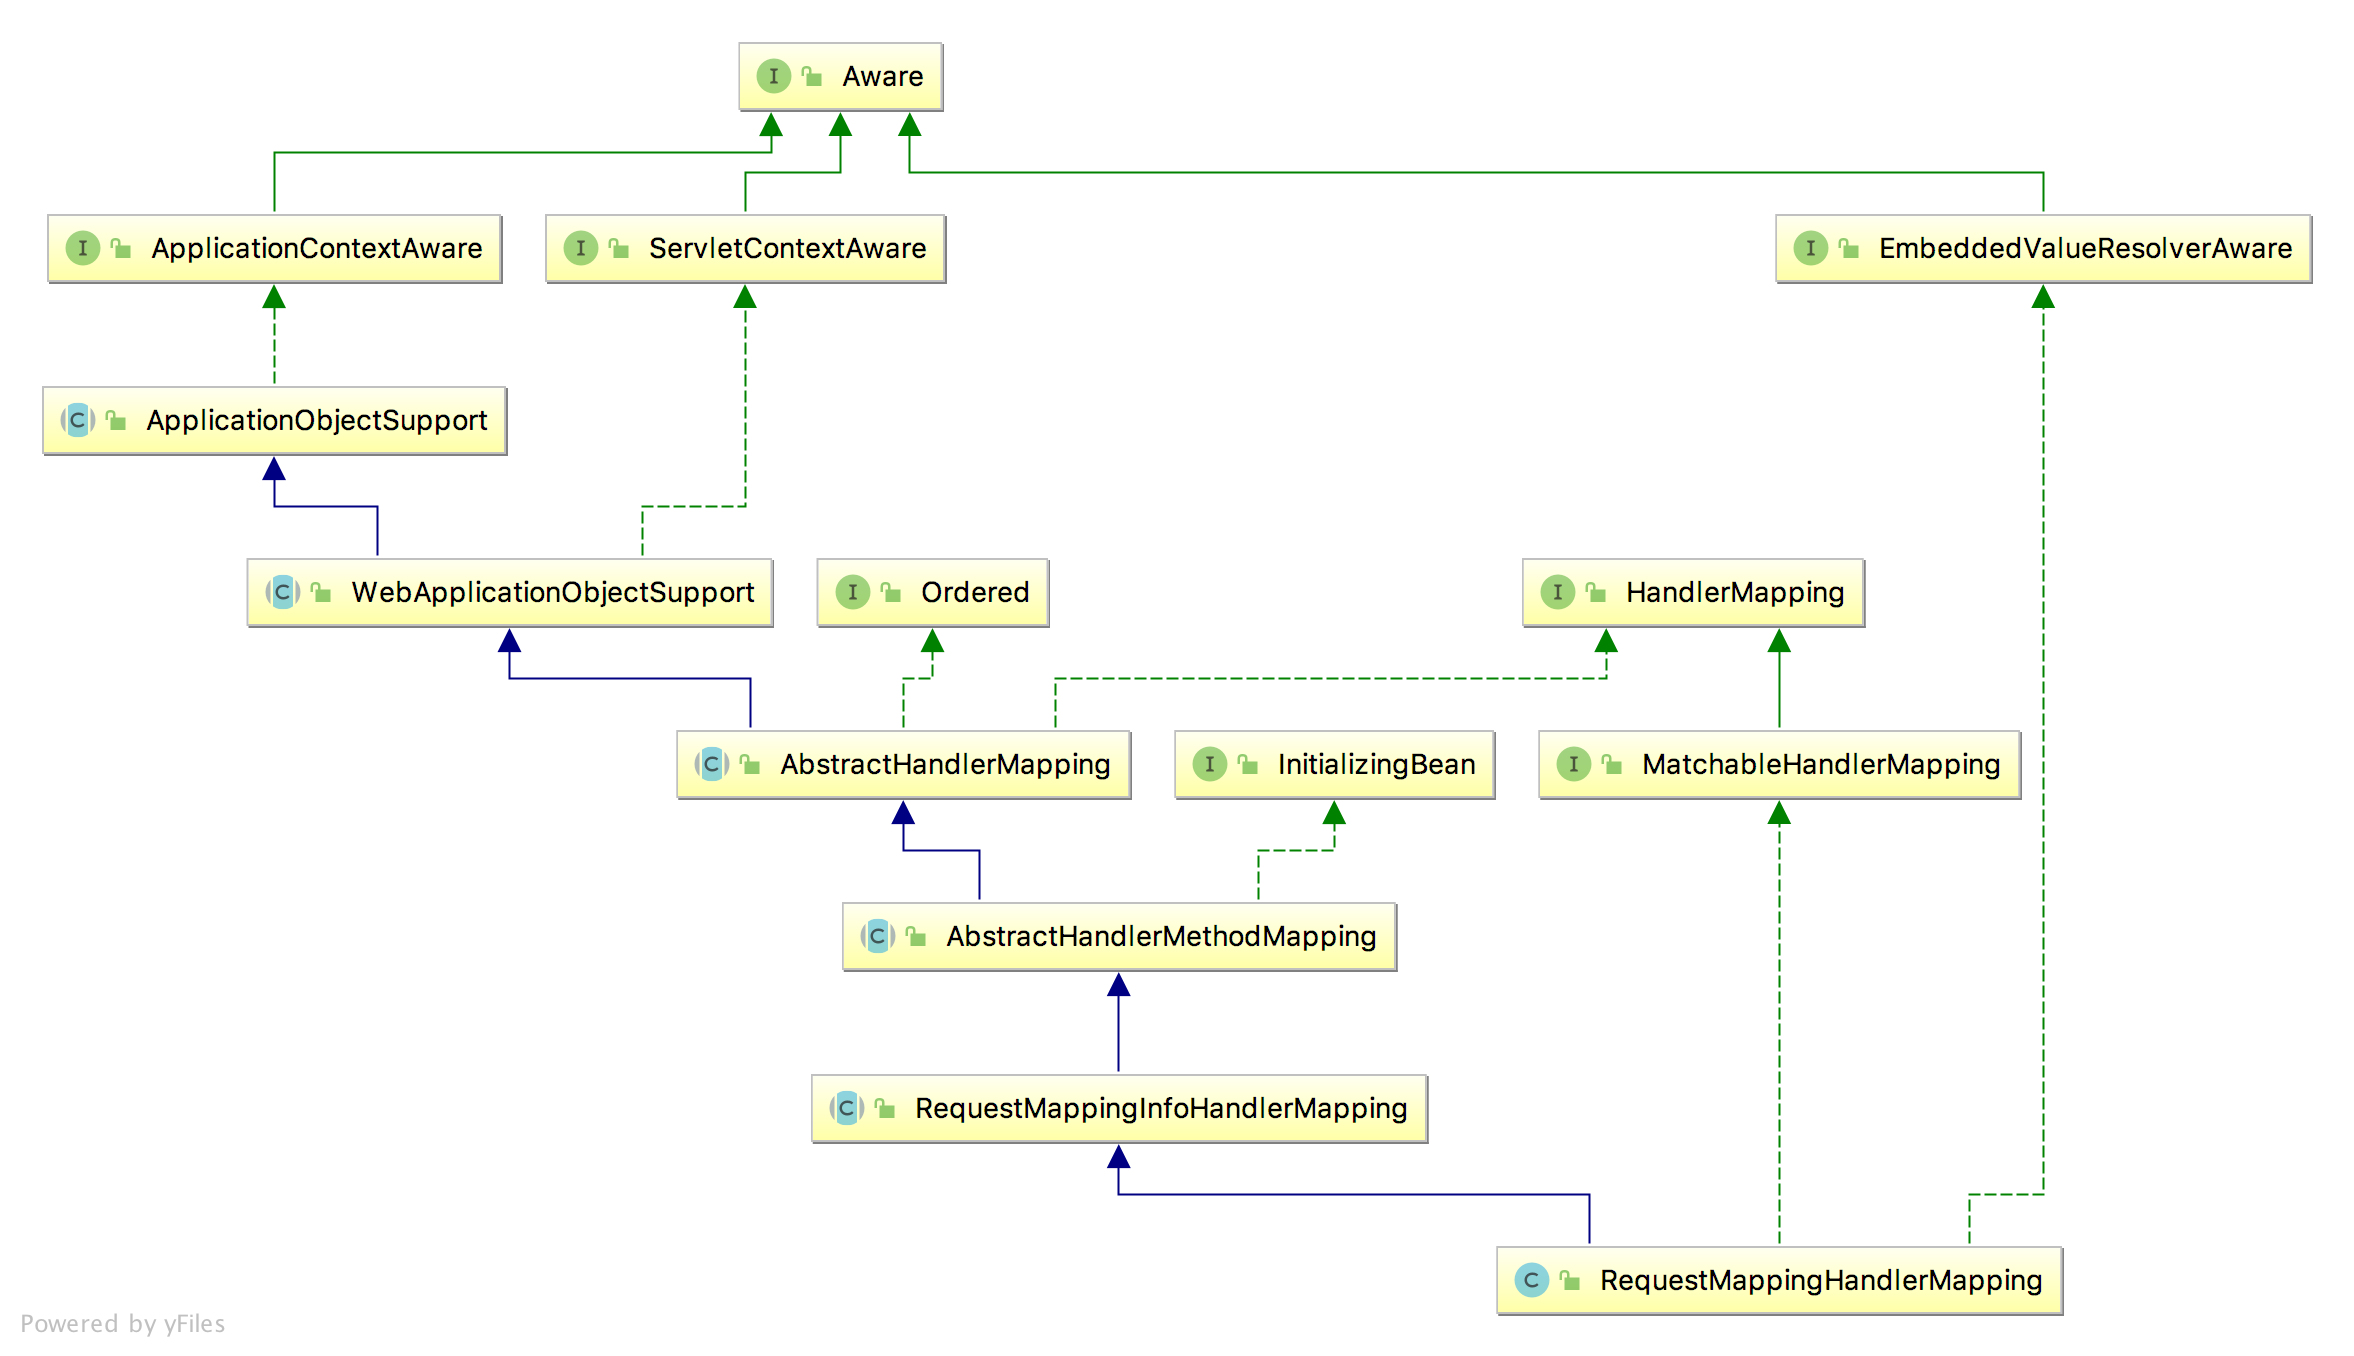 I Aware
I ApplicationContextAware
I ServletContextAware
I EmbeddedValueResolverAware
C ApplicationObjectSupport
C WebApplicationObjectSupport
I Ordered
I HandlerMapping
C AbstractHandlerMapping
I InitializingBean
I MatchableHandlerMapping
C AbstractHandlerMethodMapping
C RequestMappingInfoHandlerMapping
C RequestMappingHandlerMapping
Powered by yFiles